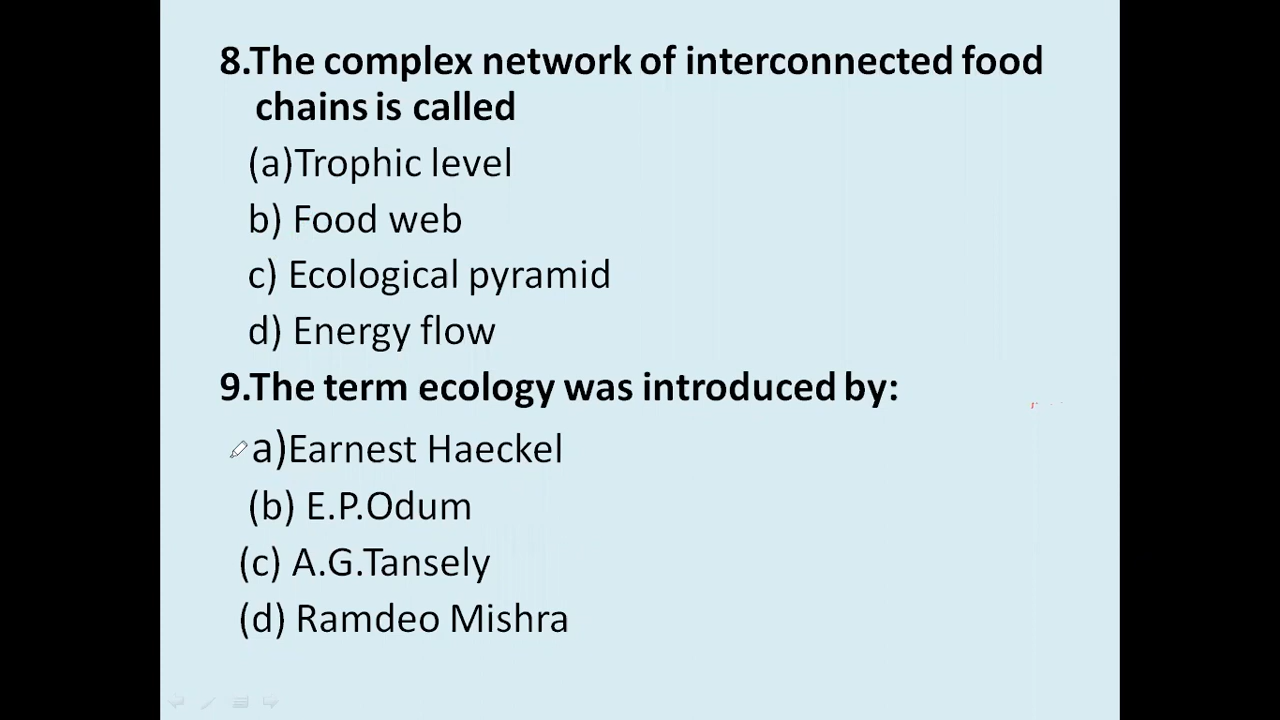 8.The complex network of interconnected food
chains is called
(a)Trophic level
b) Food web
c) Ecological pyramid
d) Energy flow
9.The term ecology was introduced by:
a)Earnest Haeckel
(b) E.P.Odum
(c) A.G.Tansely
(d) Ramdeo Mishra